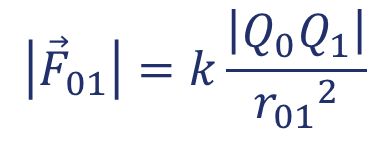 |F⃗₀₁| = k |Q₀Q₁| / r₀₁²